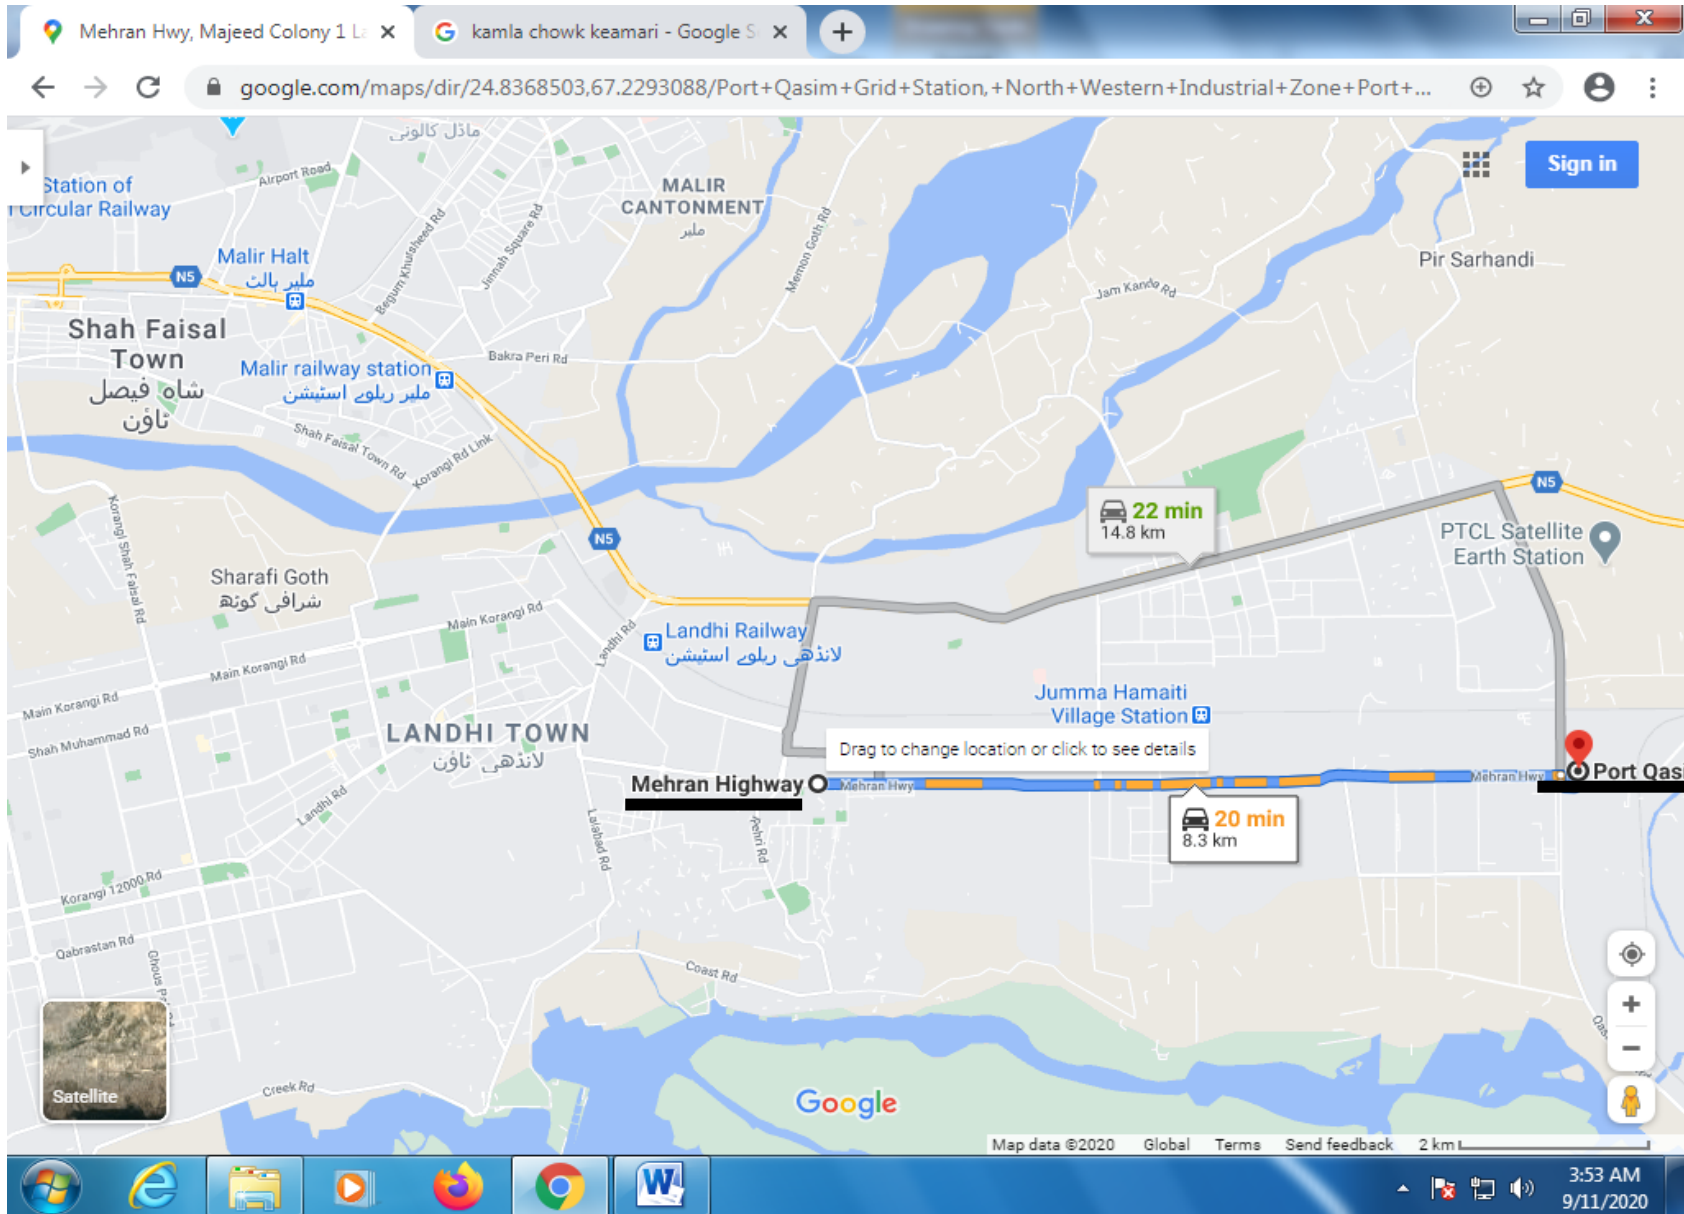 Mehran Hwy, Majeed Colony 1 La
kamla chowk keamari - Google S
google.com/maps/dir/24.8368503,67.2293088/Port+Qasim+Grid+Station,+North+Western+Industrial+Zone+Port+...
Sign in
ماڈل کالونی
Airport Road
Station of
Circular Railway
MALIR
CANTONMENT
ملیر
Begum Khursheed Rd
Jinnah Square Rd
Memon Goth Rd
Malir Halt
ملیر ہالٹ
N5
Pir Sarhandi
Jam Kanda Rd
Shah Faisal
Town
شاہ فیصل
ٹاؤن
Bakra Peri Rd
Malir railway station
ملیر ریلوے اسٹیشن
Shah Faisal Town Rd
Korangi Rd Link
Korangi Shah Faisal Rd
N5
N5
22 min
14.8 km
PTCL Satellite
Earth Station
Sharafi Goth
شرافی گوٹھ
Main Korangi Rd
Landhi Rd
Landhi Railway
لانڈھی ریلوے اسٹیشن
Main Korangi Rd
Main Korangi Rd
Jumma Hamaiti
Village Station
Shah Muhammad Rd
LANDHI TOWN
لانڈھی ٹاؤن
Drag to change location or click to see details
Mehran Highway
Mehran Hwy
Mehran Hwy
Port Qasi
Landhi Rd
Lalabad Rd
Pehri Rd
20 min
8.3 km
Korangi 12000 Rd
Qabrastan Rd
Coast Rd
Satellite
Creek Rd
Google
Map data ©2020 Global Terms Send feedback 2 km
3:53 AM
9/11/2020